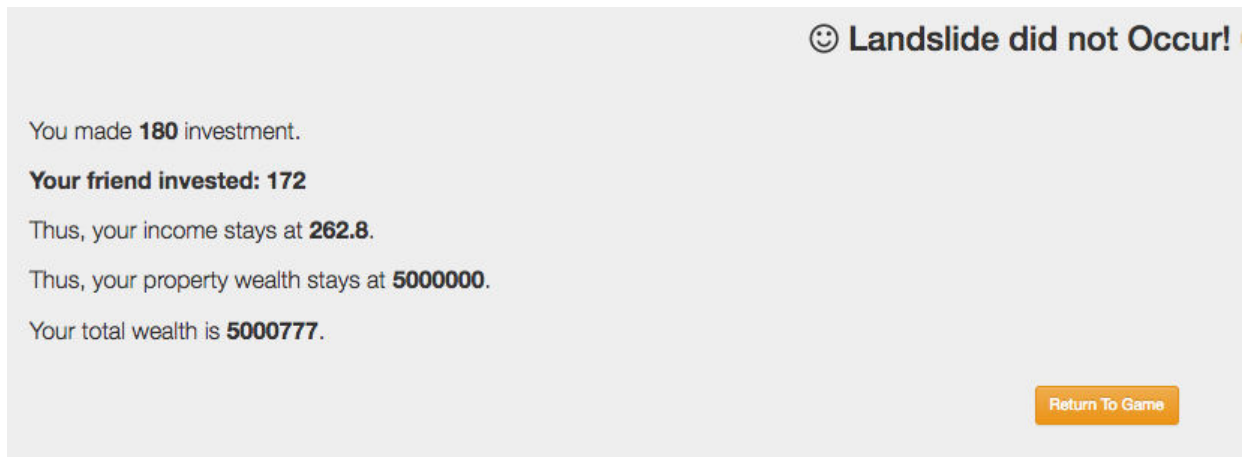 ☺ Landslide did not Occur!
You made 180 investment.
Your friend invested: 172
Thus, your income stays at 262.8.
Thus, your property wealth stays at 5000000.
Your total wealth is 5000777.
Return To Game